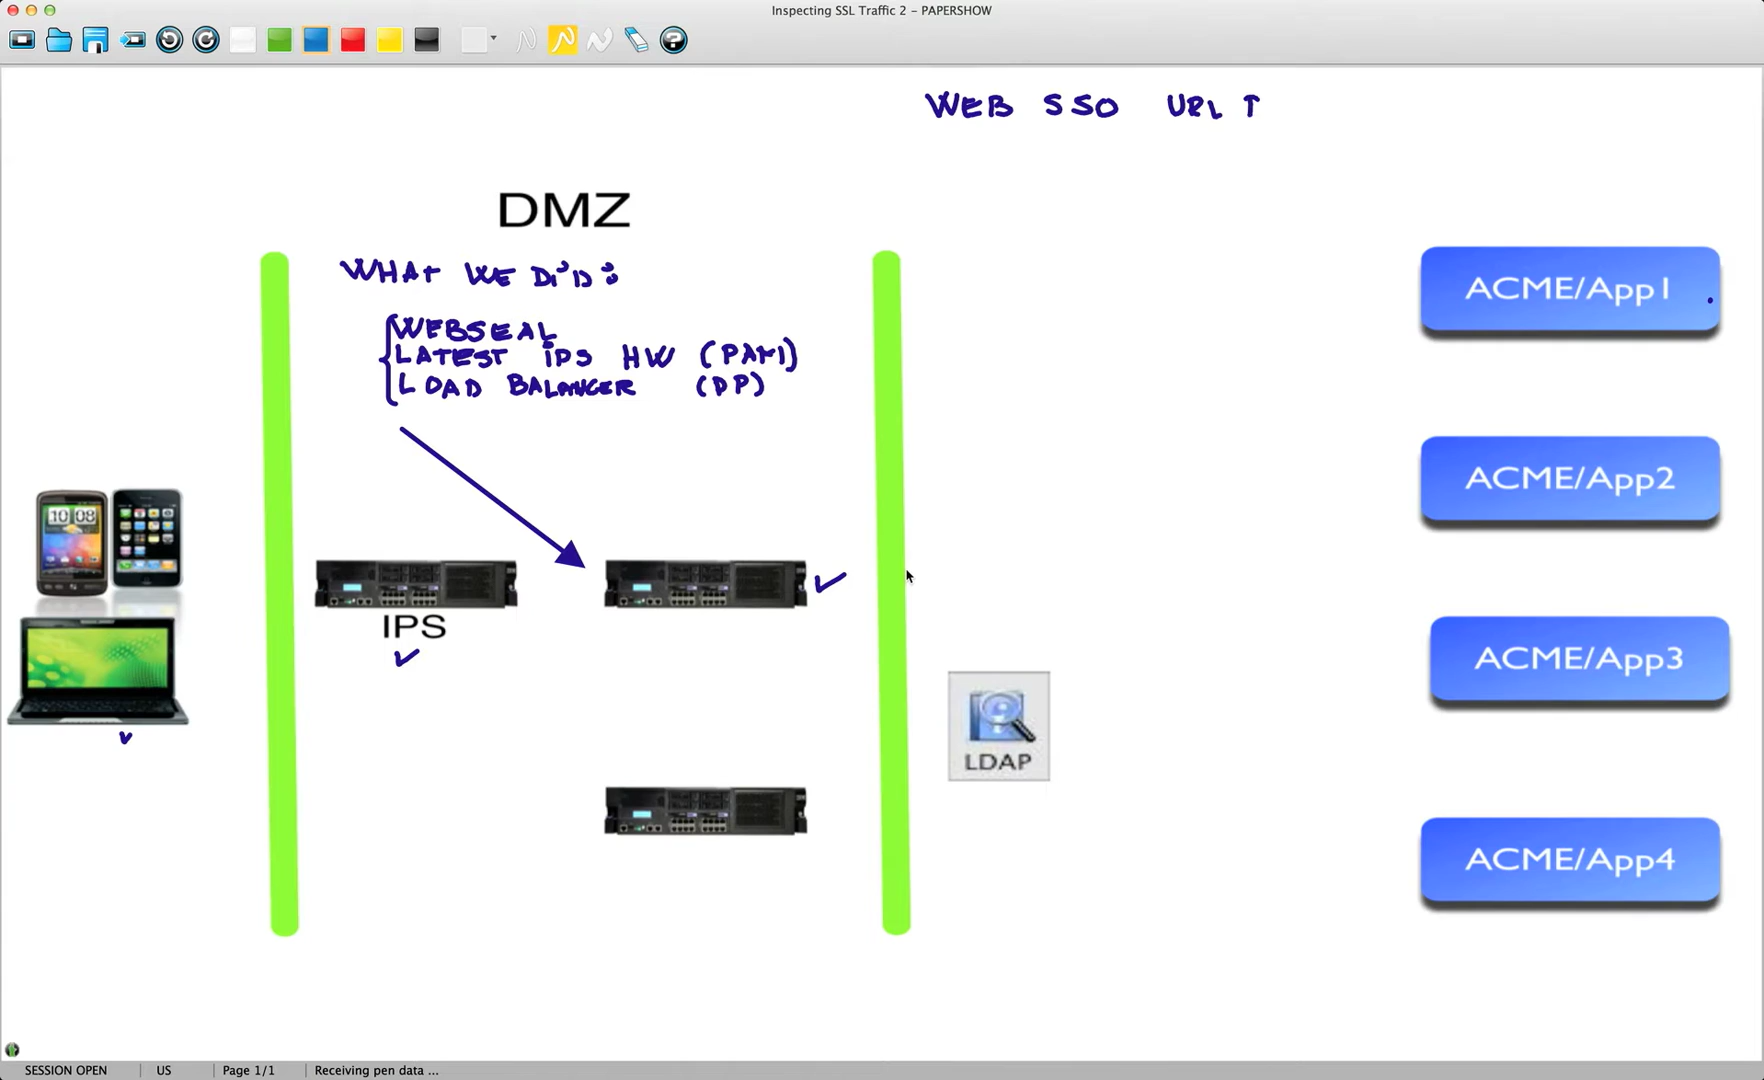 Inspecting SSL Traffic 2 - PAPERSHOW
WEB SSO URL T
DMZ
WHAT WE DID:
WEBSEAL
LATEST IPS HW (PAM)
LOAD BALANCER (DP)
10 08
IPS
LDAP
ACME/App1
ACME/App2
ACME/App3
ACME/App4
SESSION OPEN US Page 1/1 Receiving pen data ...